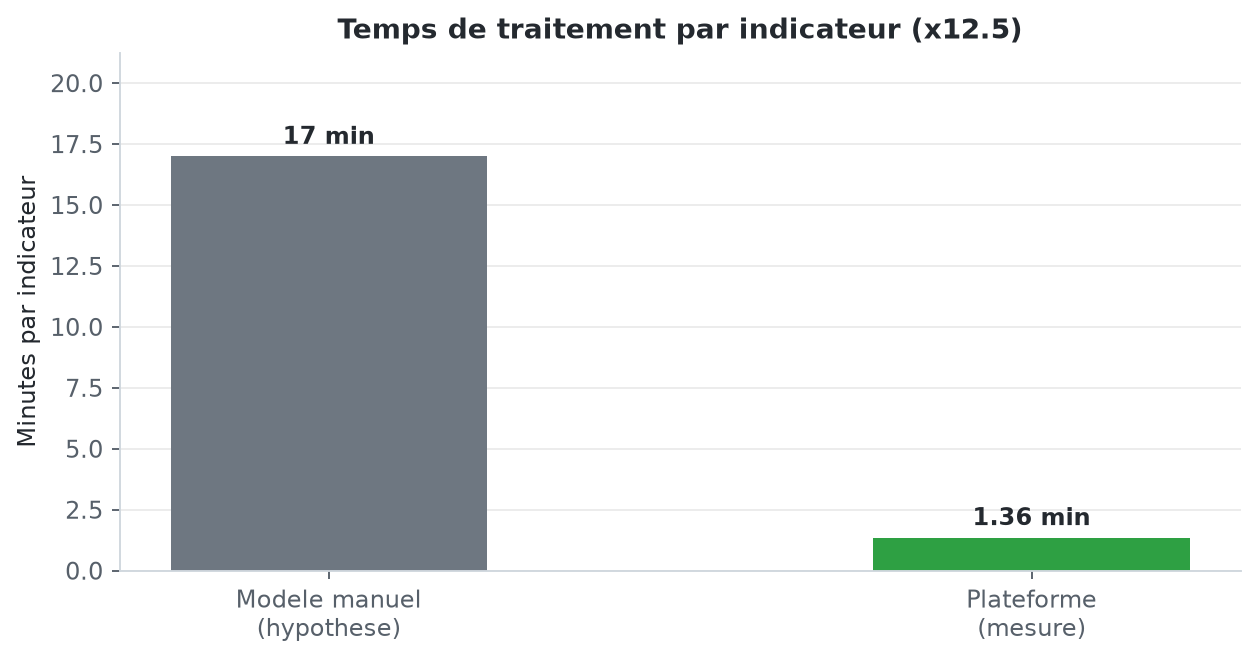 Temps de traitement par indicateur (x12.5)
Minutes par indicateur
20.0
17.5
15.0
12.5
10.0
7.5
5.0
2.5
0.0
17 min
1.36 min
Modele manuel
(hypothese)
Plateforme
(mesure)